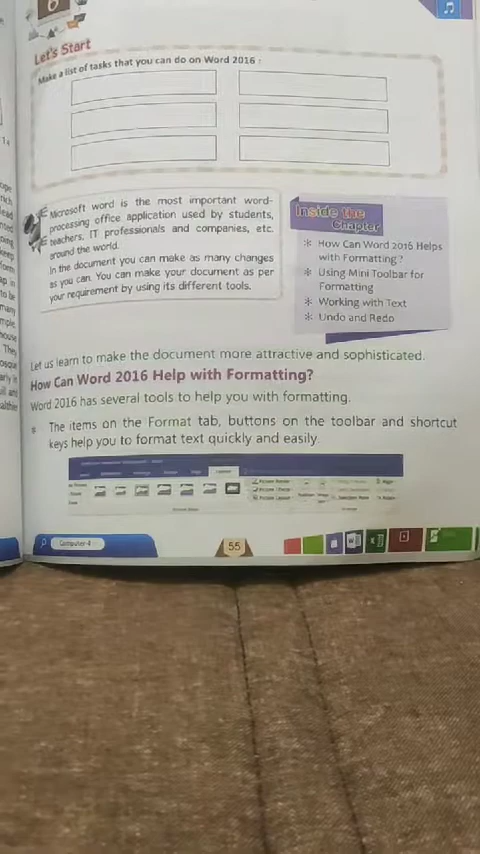 6
Let's Start
Make a list of tasks that you can do on Word 2016 :
Microsoft word is the most important word-
processing office application used by students,
teachers, IT professionals and companies, etc.
around the world.
In the document you can make as many changes
as you can. You can make your document as per
your requirement by using its different tools.
Inside the
Chapter
* How Can Word 2016 Helps
with Formatting?
* Using Mini Toolbar for
Formatting
* Working with Text
* Undo and Redo
Let us learn to make the document more attractive and sophisticated.
How Can Word 2016 Help with Formatting?
Word 2016 has several tools to help you with formatting.
* The items on the Format tab, buttons on the toolbar and shortcut
keys help you to format text quickly and easily.
Computer-4
55